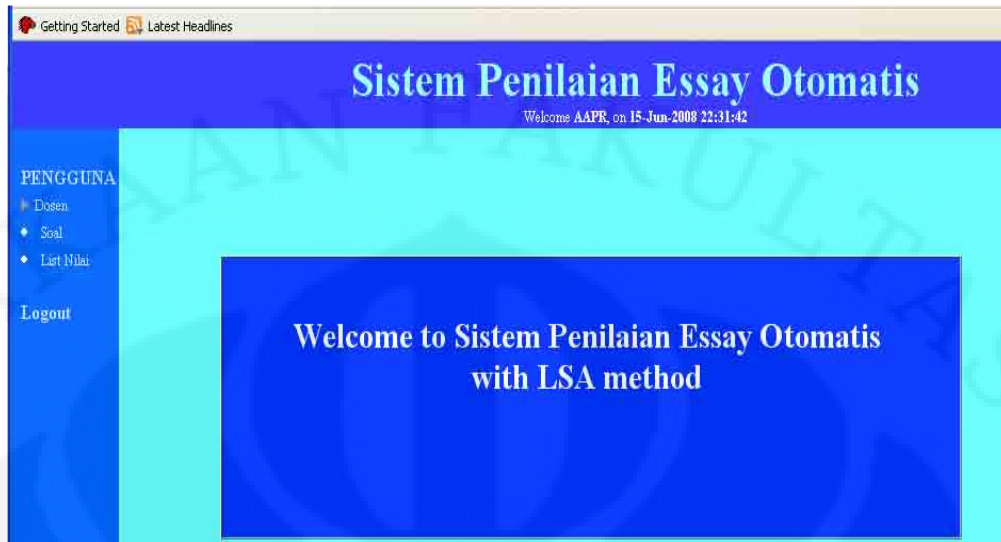 Getting Started Latest Headlines
Sistem Penilaian Essay Otomatis
Welcome AAPR, on 15-Jun-2008 22:31:42
PENGGUNA
Dosen
Soal
List Nilai
Logout
Welcome to Sistem Penilaian Essay Otomatis
with LSA method